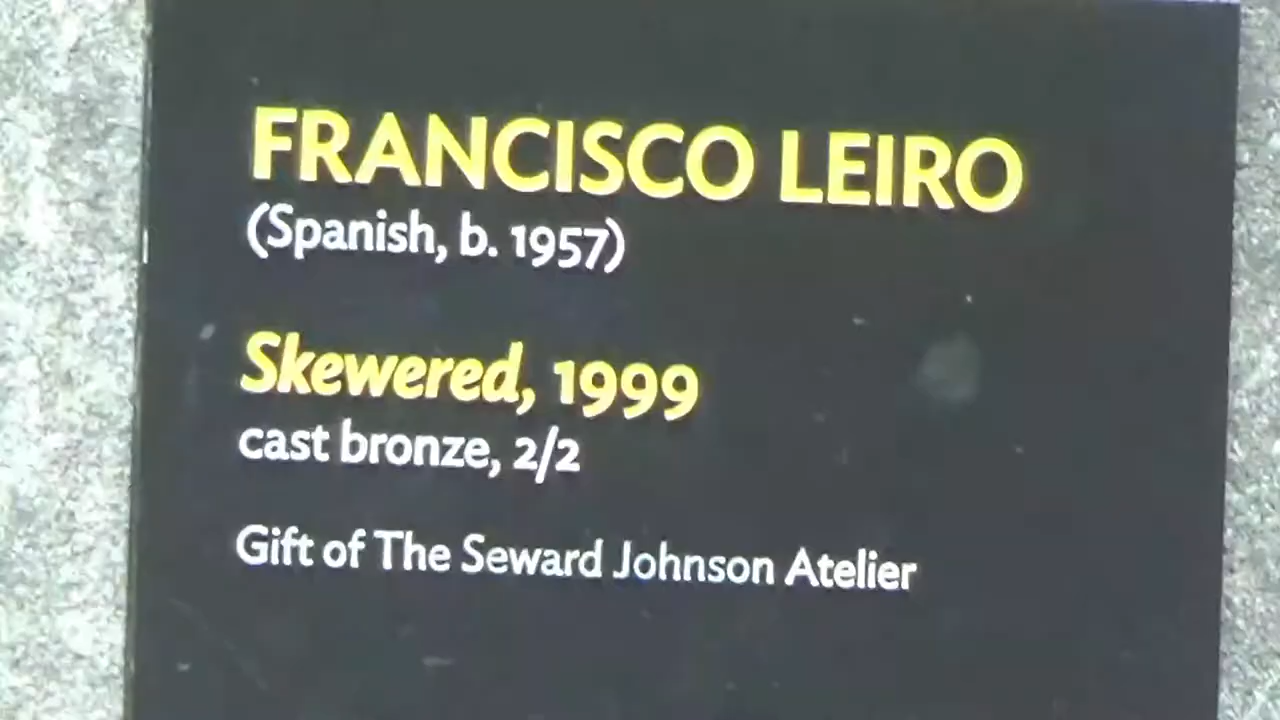 FRANCISCO LEIRO
(Spanish, b. 1957)
Skewered, 1999
cast bronze, 2/2
Gift of The Seward Johnson Atelier